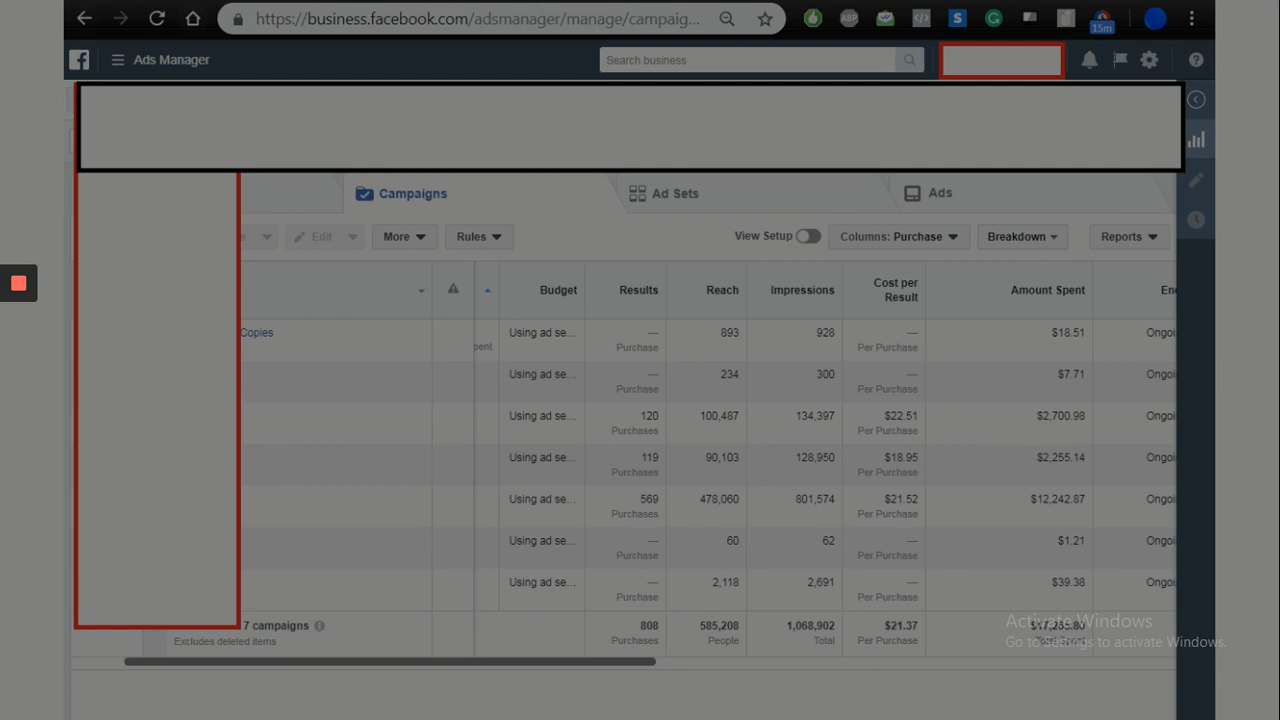 https://business.facebook.com/adsmanager/manage/campaig...
ABP
S
15m
Ads Manager
Search business
Campaigns
Ad Sets
Ads
Edit
More
Rules
View Setup
Columns: Purchase
Breakdown
Reports
Budget Results Reach Impressions Cost per Result Amount Spent
Copies Using ad se... — 893 928 — $18.51 Ongoi
pent Purchase Per Purchase
Using ad se... — 234 300 — $7.71 Ongoi
Purchase Per Purchase
Using ad se... 120 100,487 134,397 $22.51 $2,700.98 Ongoi
Purchases Per Purchase
Using ad se... 119 90,103 128,950 $18.95 $2,255.14 Ongoi
Purchases Per Purchase
Using ad se... 569 478,060 801,574 $21.52 $12,242.87 Ongoi
Purchases Per Purchase
Using ad se... — 60 62 — $1.21 Ongoi
Purchase Per Purchase
Using ad se... — 2,118 2,691 — $39.38 Ongoi
Purchase Per Purchase
7 campaigns 808 585,208 1,068,902 $21.37
Excludes deleted items Purchases People Total Per Purchase
Activate Windows
Go to Settings to activate Windows.